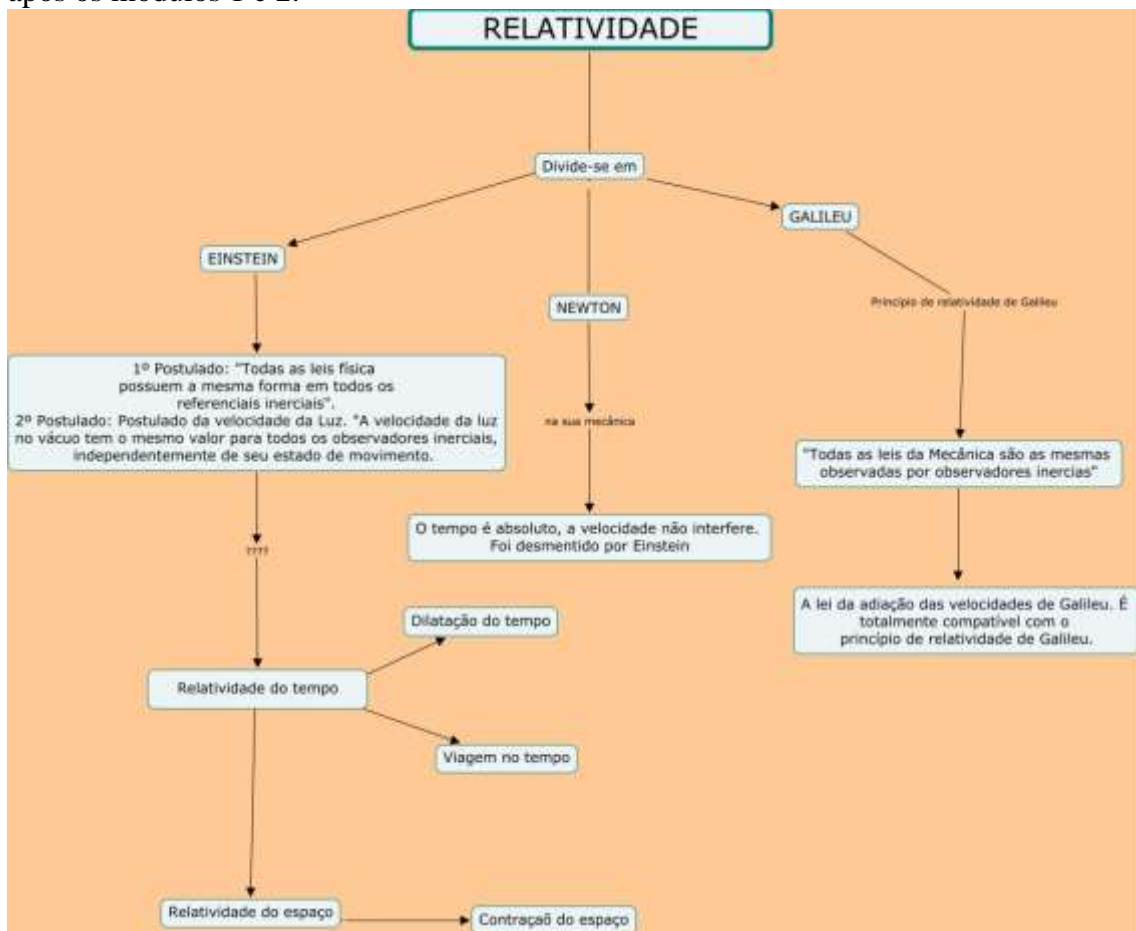 após os módulos 1 e 2.
RELATIVIDADE
Divide-se em
GALILEU
EINSTEIN
NEWTON
Princípio de relatividade de Galileu
1º Postulado: "Todas as leis física
possuem a mesma forma em todos os
referenciais inerciais".
2º Postulado: Postulado da velocidade da Luz. "A velocidade da luz
no vácuo tem o mesmo valor para todos os observadores inerciais,
independentemente de seu estado de movimento.
na sua mecânica
"Todas as leis da Mecânica são as mesmas
observadas por observadores inercias"
O tempo é absoluto, a velocidade não interfere.
Foi desmentido por Einstein
????
A lei da adiação das velocidades de Galileu. É
totalmente compatível com o
princípio de relatividade de Galileu.
Dilatação do tempo
Relatividade do tempo
Viagem no tempo
Relatividade do espaço
Contraçaõ do espaço